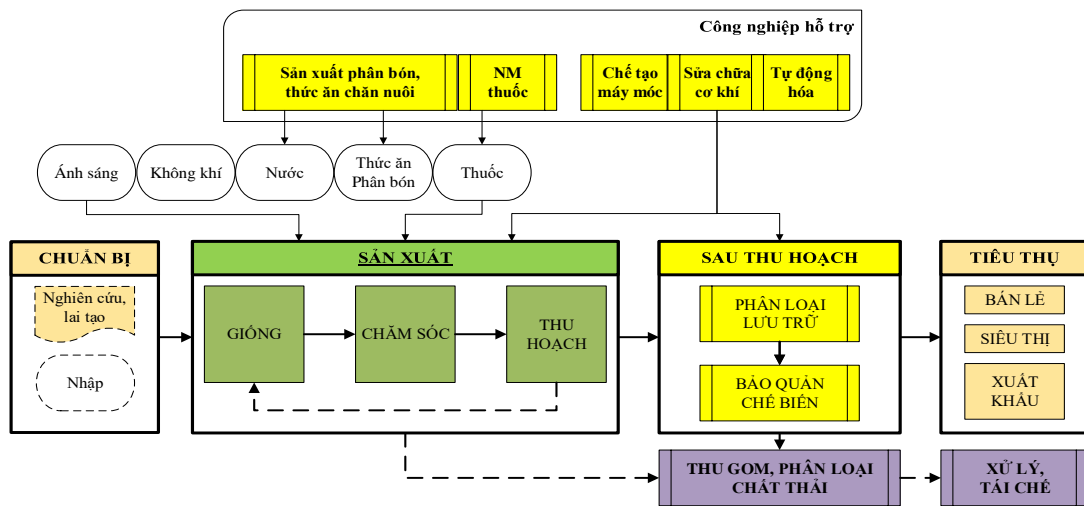 Công nghiệp hỗ trợ
Sản xuất phân bón,
thức ăn chăn nuôi
NM
thuốc
Chế tạo
máy móc
Sửa chữa
cơ khí
Tự động
hóa
Ánh sáng
Không khí
Nước
Thức ăn
Phân bón
Thuốc
CHUẨN BỊ
Nghiên cứu,
lai tạo
Nhập
SẢN XUẤT
GIỐNG
CHĂM SÓC
THU
HOẠCH
SAU THU HOẠCH
PHÂN LOẠI
LƯU TRỮ
BẢO QUẢN
CHẾ BIẾN
TIÊU THỤ
BÁN LẺ
SIÊU THỊ
XUẤT
KHẨU
THU GOM, PHÂN LOẠI
CHẤT THẢI
XỬ LÝ,
TÁI CHẾ